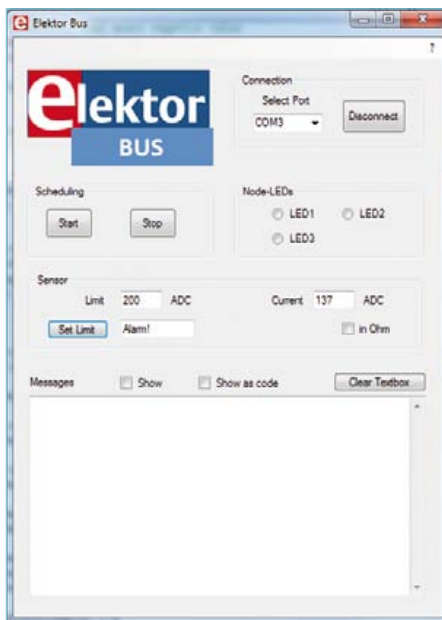 Elektor Bus
?
elektor
BUS
Connection
Select Port
COM3
Disconnect
Scheduling
Start
Stop
Node-LEDs
LED1
LED2
LED3
Sensor
Limit 200 ADC
Current 137 ADC
Set Limit
Alarm!
in Ohm
Messages
Show
Show as code
Clear Textbox